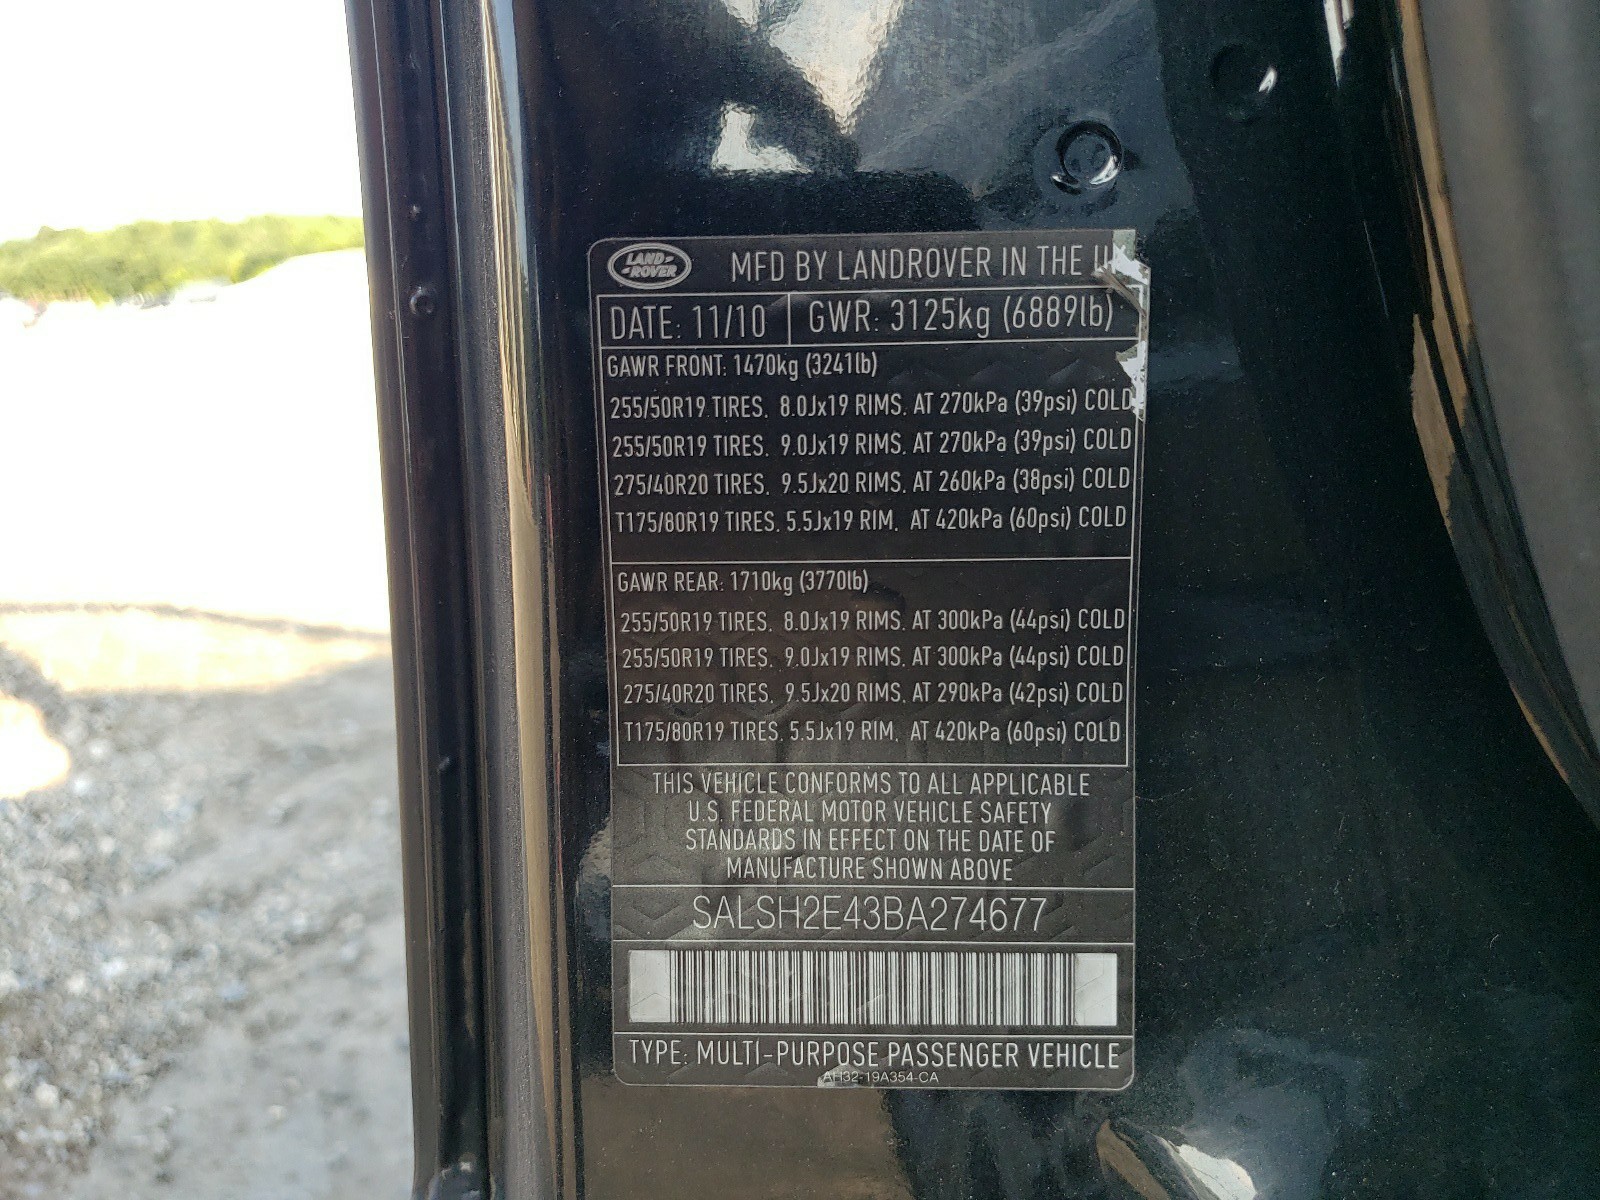 LAND-
-ROVER
MFD BY LANDROVER IN THE
DATE: 11/10 GWR: 3125kg (6889lb)
GAWR FRONT: 1470kg (3241lb)
255/50R19 TIRES, 8.0Jx19 RIMS, AT 270kPa (39psi) COLD
255/50R19 TIRES, 9.0Jx19 RIMS, AT 270kPa (39psi) COLD
275/40R20 TIRES, 9.5Jx20 RIMS, AT 260kPa (38psi) COLD
T175/80R19 TIRES, 5.5Jx19 RIM, AT 420kPa (60psi) COLD
GAWR REAR: 1710kg (3770lb)
255/50R19 TIRES, 8.0Jx19 RIMS, AT 300kPa (44psi) COLD
255/50R19 TIRES, 9.0Jx19 RIMS, AT 300kPa (44psi) COLD
275/40R20 TIRES, 9.5Jx20 RIMS, AT 290kPa (42psi) COLD
T175/80R19 TIRES, 5.5Jx19 RIM, AT 420kPa (60psi) COLD
THIS VEHICLE CONFORMS TO ALL APPLICABLE
U.S. FEDERAL MOTOR VEHICLE SAFETY
STANDARDS IN EFFECT ON THE DATE OF
MANUFACTURE SHOWN ABOVE
SALSH2E43BA274677
TYPE: MULTI-PURPOSE PASSENGER VEHICLE
AH32-19A354-CA